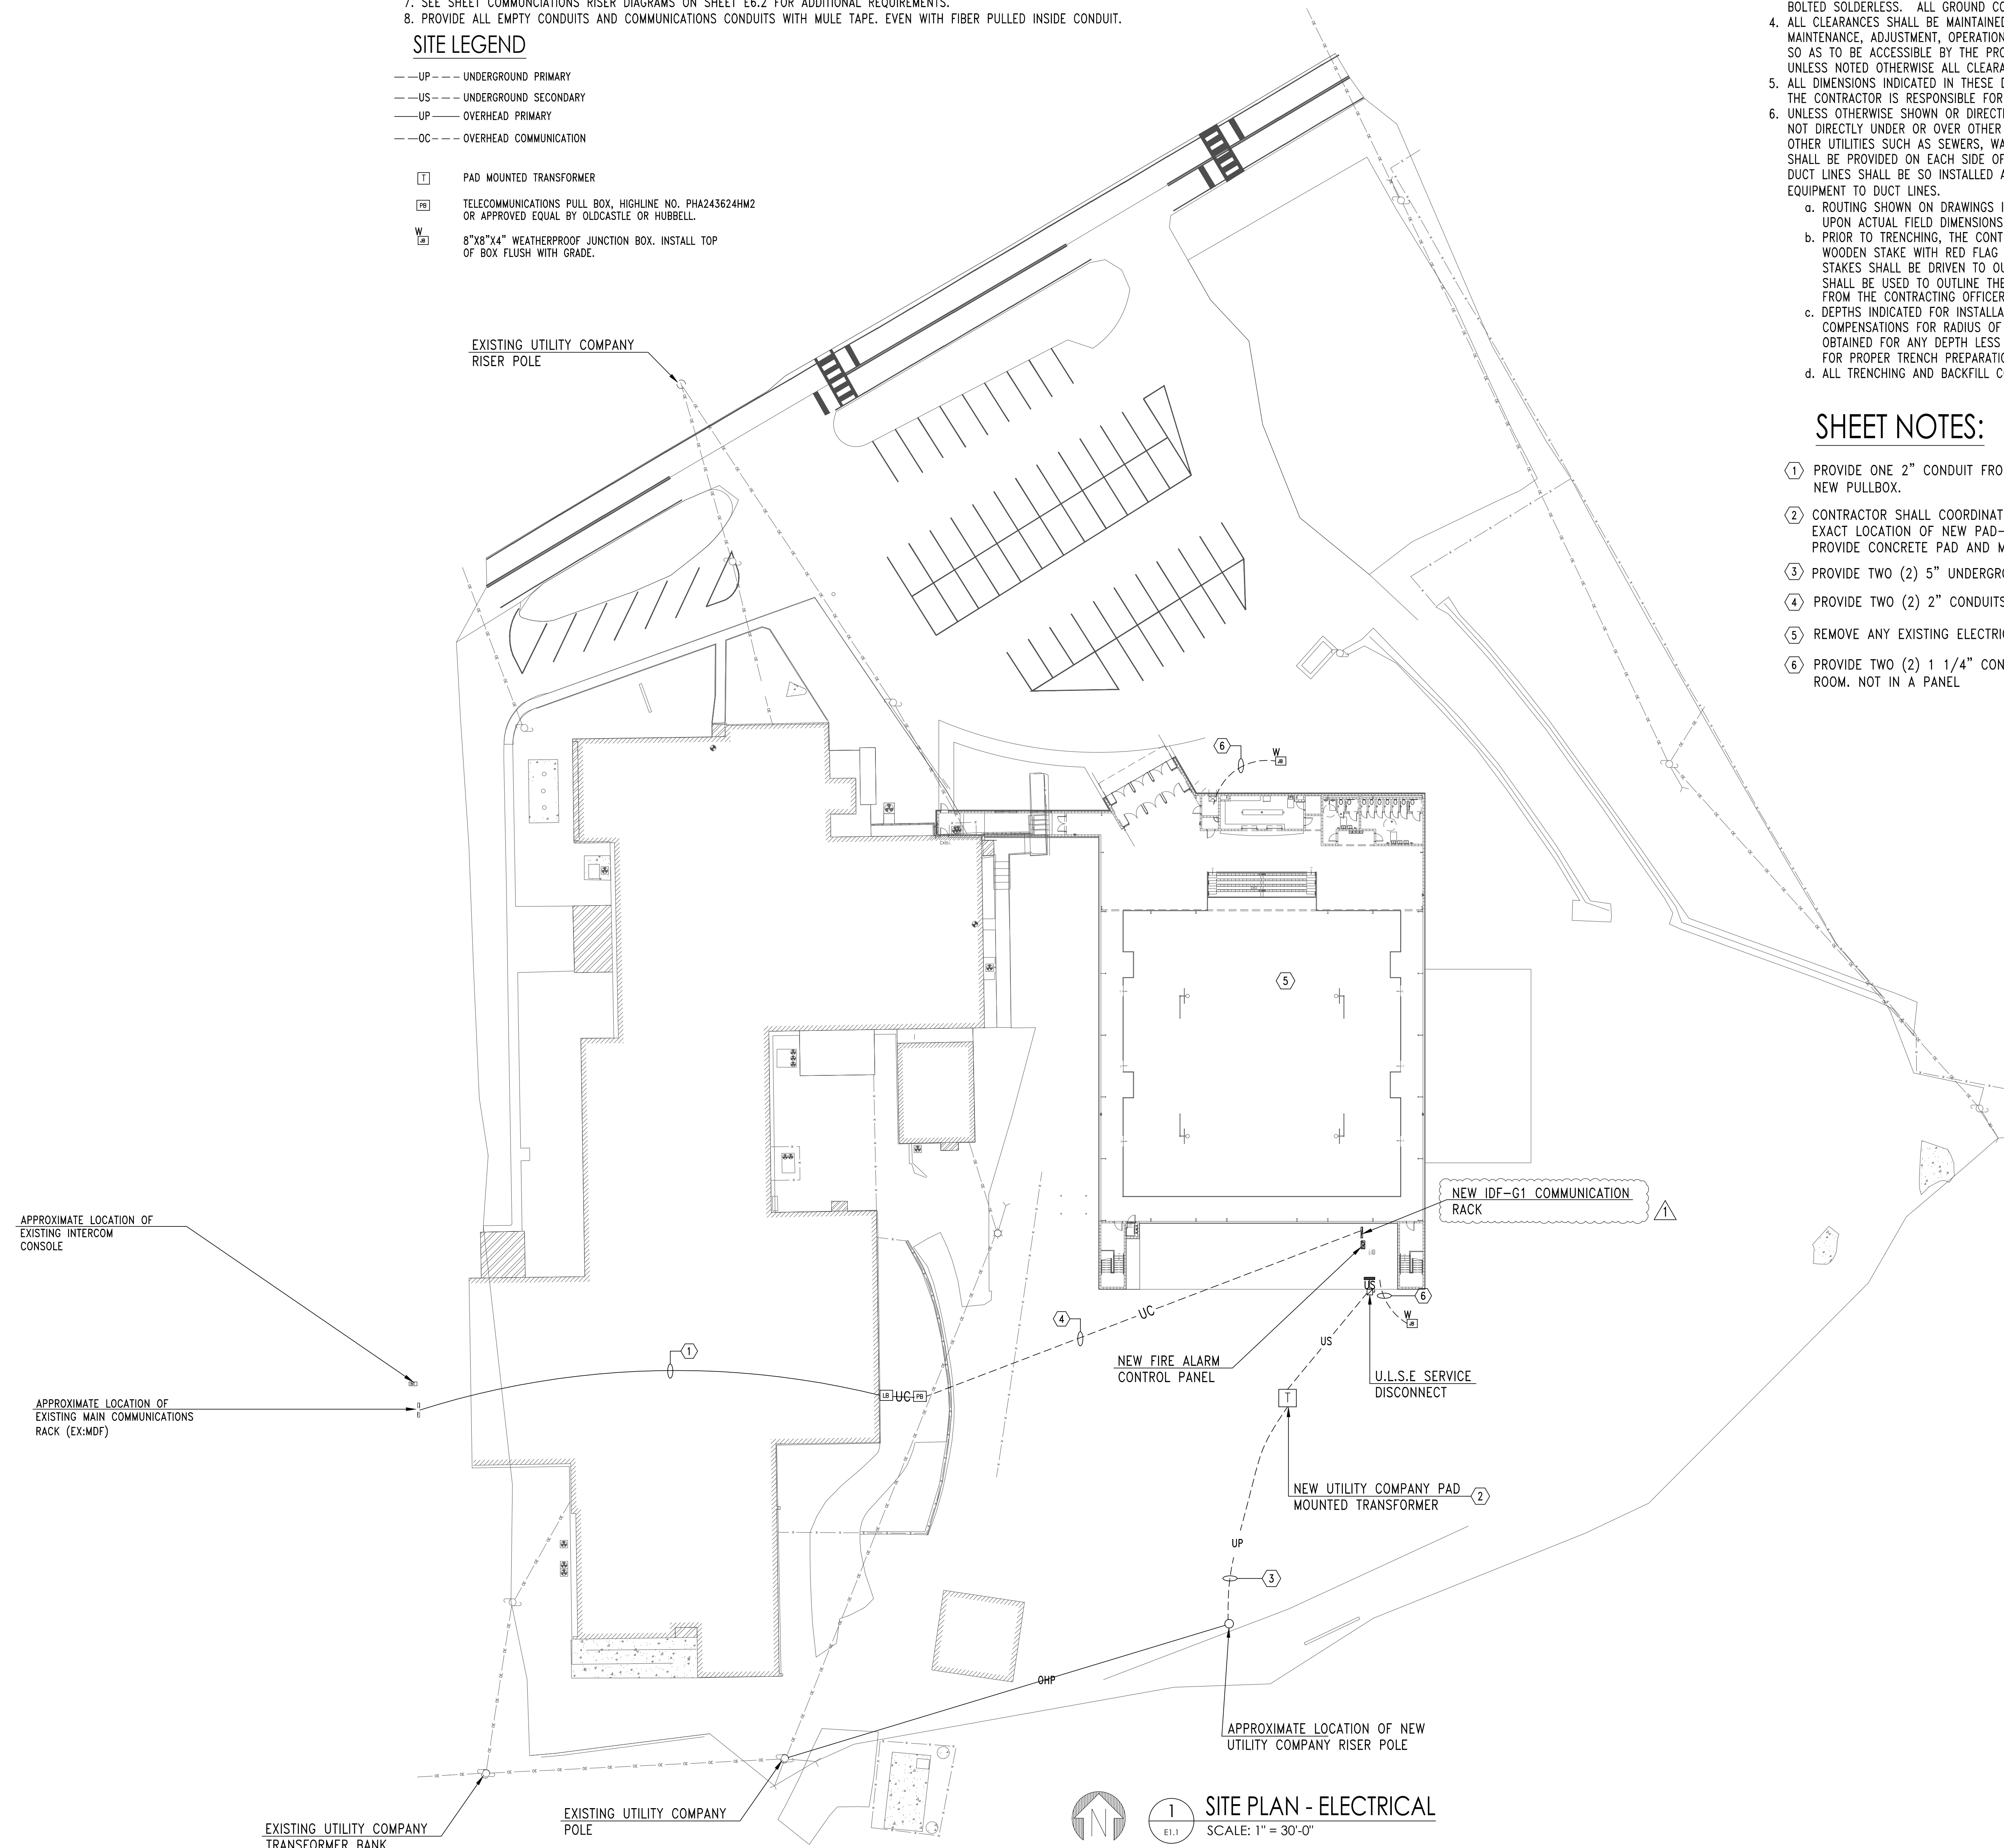 7. SEE SHEET COMMUNCIATIONS RISER DIAGRAMS ON SHEET E6.2 FOR ADDITIONAL REQUIREMENTS.
8. PROVIDE ALL EMPTY CONDUITS AND COMMUNICATIONS CONDUITS WITH MULE TAPE. EVEN WITH FIBER PULLED INSIDE CONDUIT.
SITE LEGEND
UP UNDERGROUND PRIMARY
US UNDERGROUND SECONDARY
UP OVERHEAD PRIMARY
OC OVERHEAD COMMUNICATION
T PAD MOUNTED TRANSFORMER
PB TELECOMMUNICATIONS PULL BOX, HIGHLINE NO. PHA243624HM2
OR APPROVED EQUAL BY OLDCASTLE OR HUBBELL.
W
JB 8"X8"X4" WEATHERPROOF JUNCTION BOX. INSTALL TOP
OF BOX FLUSH WITH GRADE.
BOLTED SOLDERLESS. ALL GROUND CO
4. ALL CLEARANCES SHALL BE MAINTAINED
MAINTENANCE, ADJUSTMENT, OPERATION
SO AS TO BE ACCESSIBLE BY THE PRO
UNLESS NOTED OTHERWISE ALL CLEARA
5. ALL DIMENSIONS INDICATED IN THESE D
THE CONTRACTOR IS RESPONSIBLE FOR
6. UNLESS OTHERWISE SHOWN OR DIRECT
NOT DIRECTLY UNDER OR OVER OTHER
OTHER UTILITIES SUCH AS SEWERS, WA
SHALL BE PROVIDED ON EACH SIDE OF
DUCT LINES SHALL BE SO INSTALLED A
EQUIPMENT TO DUCT LINES.
a. ROUTING SHOWN ON DRAWINGS I
UPON ACTUAL FIELD DIMENSIONS
b. PRIOR TO TRENCHING, THE CONT
WOODEN STAKE WITH RED FLAG
STAKES SHALL BE DRIVEN TO OU
SHALL BE USED TO OUTLINE THE
FROM THE CONTRACTING OFFICER
c. DEPTHS INDICATED FOR INSTALLA
COMPENSATIONS FOR RADIUS OF
OBTAINED FOR ANY DEPTH LESS
FOR PROPER TRENCH PREPARATIO
d. ALL TRENCHING AND BACKFILL CO
SHEET NOTES:
1 PROVIDE ONE 2" CONDUIT FRO
NEW PULLBOX.
2 CONTRACTOR SHALL COORDINAT
EXACT LOCATION OF NEW PAD-
PROVIDE CONCRETE PAD AND M
3 PROVIDE TWO (2) 5" UNDERGRO
4 PROVIDE TWO (2) 2" CONDUITS
5 REMOVE ANY EXISTING ELECTRI
6 PROVIDE TWO (2) 1 1/4" CON
ROOM. NOT IN A PANEL
EXISTING UTILITY COMPANY
RISER POLE
6
W
JB
5
NEW IDF-G1 COMMUNICATION
RACK
1
APPROXIMATE LOCATION OF
EXISTING INTERCOM
CONSOLE
US
6
W
JB
4
UC
US
1
NEW FIRE ALARM
CONTROL PANEL
U.L.S.E SERVICE
DISCONNECT
LB UC PB
T
APPROXIMATE LOCATION OF
EXISTING MAIN COMMUNICATIONS
RACK (EX:MDF)
NEW UTILITY COMPANY PAD
MOUNTED TRANSFORMER
2
UP
3
OHP
APPROXIMATE LOCATION OF NEW
UTILITY COMPANY RISER POLE
EXISTING UTILITY COMPANY
POLE
EXISTING UTILITY COMPANY
TRANSFORMER BANK
N
1
E1.1
SITE PLAN - ELECTRICAL
SCALE: 1" = 30'-0"